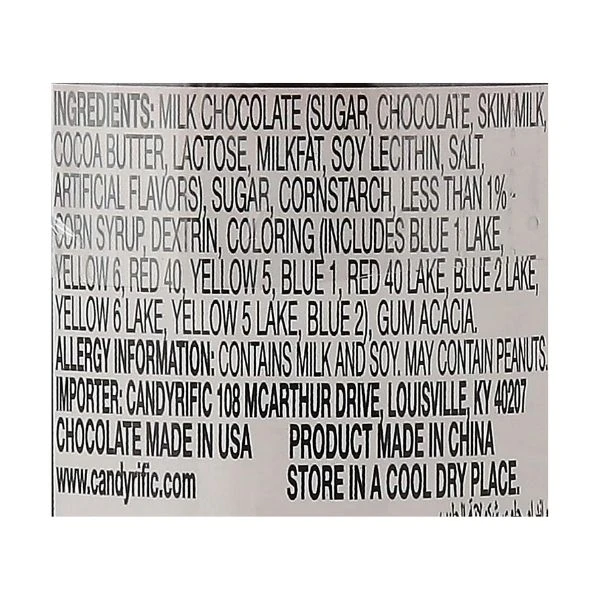 INGREDIENTS: MILK CHOCOLATE (SUGAR, CHOCOLATE, SKIM MILK,
COCOA BUTTER, LACTOSE, MILKFAT, SOY LECITHIN, SALT,
ARTIFICIAL FLAVORS), SUGAR, CORNSTARCH, LESS THAN 1% -
CORN SYRUP, DEXTRIN, COLORING (INCLUDES BLUE 1 LAKE,
YELLOW 6, RED 40, YELLOW 5, BLUE 1, RED 40 LAKE, BLUE 2 LAKE,
YELLOW 6 LAKE, YELLOW 5 LAKE, BLUE 2), GUM ACACIA.
ALLERGY INFORMATION: CONTAINS MILK AND SOY. MAY CONTAIN PEANUTS.
IMPORTER: CANDYRIFIC 108 MCARTHUR DRIVE, LOUISVILLE, KY 40207
CHOCOLATE MADE IN USA PRODUCT MADE IN CHINA
www.candyrific.com STORE IN A COOL DRY PLACE.